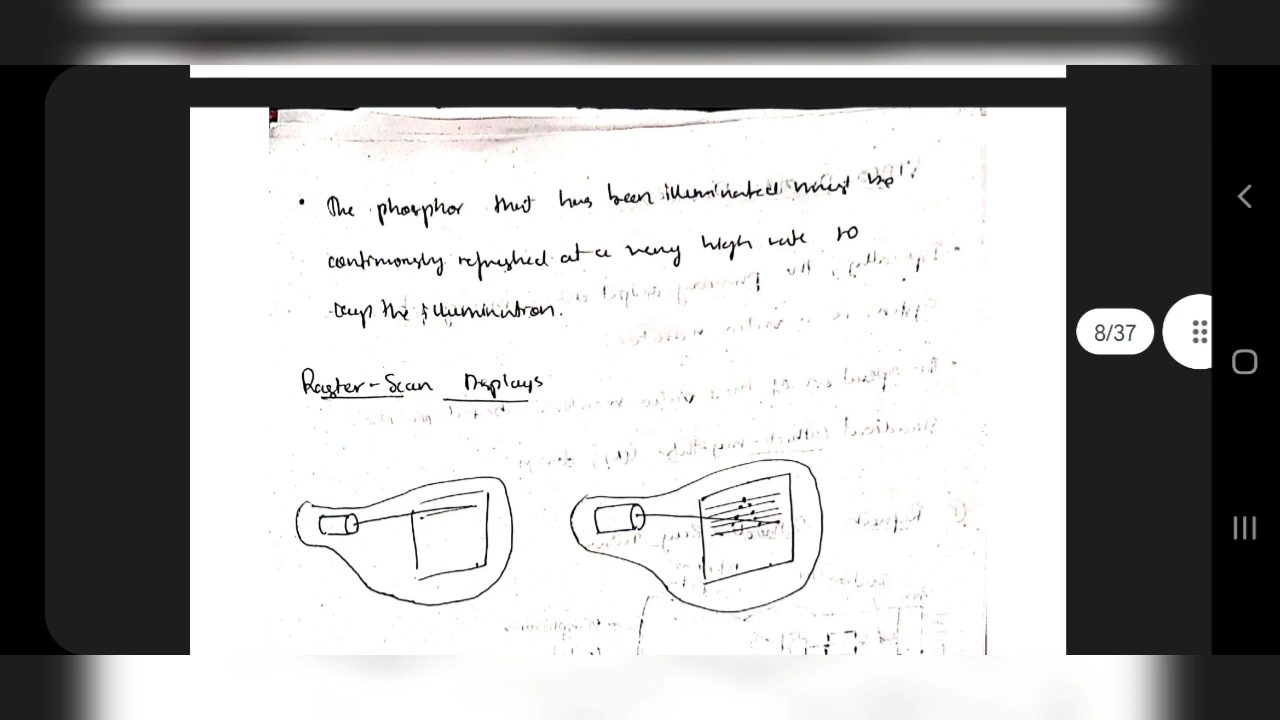 • The phosphor that has been illuminated must be
continuously refreshed at a very high rate to
keep the illumination.
Raster-Scan Displays
8/37